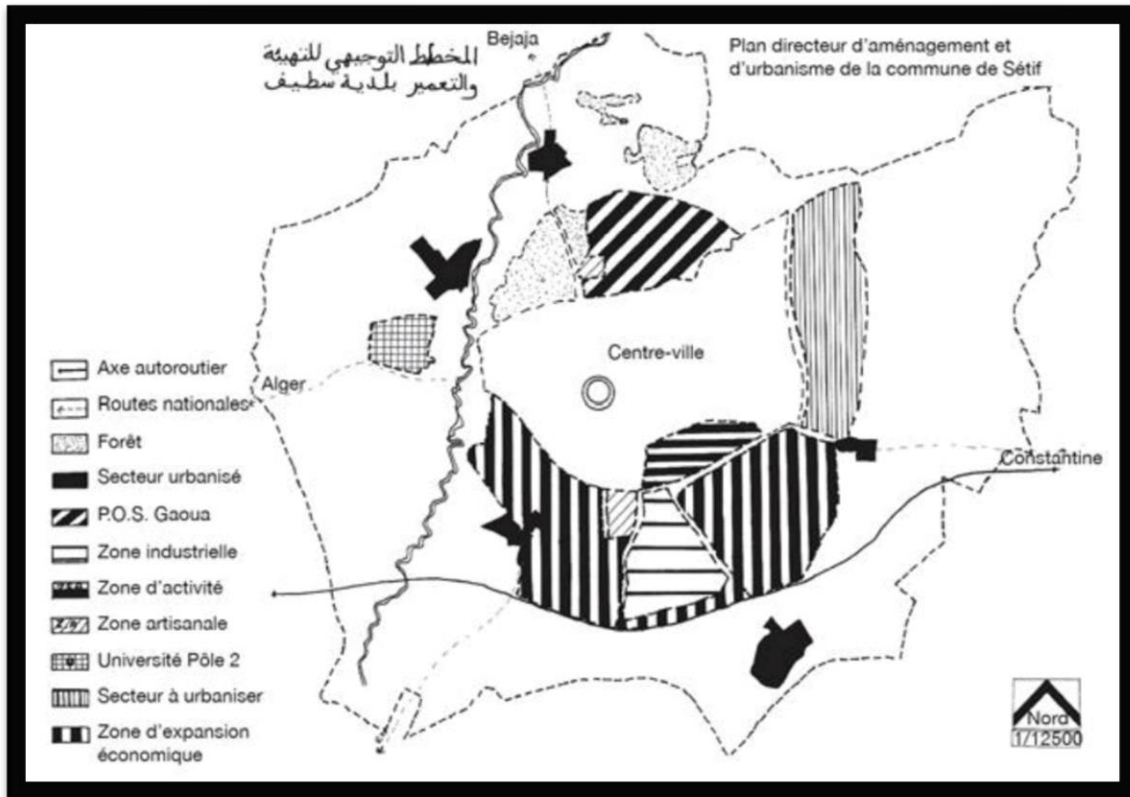 المخطط التوجيهي للتهيئة
والتعمير بلدية سطيف
Bejaja
Plan directeur d'aménagement et
d'urbanisme de la commune de Sétif
Centre-ville
Alger
Constantine
Axe autoroutier
Routes nationales
Forêt
Secteur urbanisé
P.O.S. Gaoua
Zone industrielle
Zone d'activité
Zone artisanale
Université Pôle 2
Secteur à urbaniser
Zone d'expansion
économique
Nord
1/12500